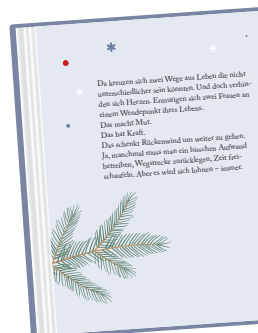 Da kreuzen sich zwei Wege aus Leben die nicht
unterschiedlicher sein könnten. Und doch verbin-
den sich Herzen. Ermutigen sich zwei Frauen an
einem Wendepunkt ihres Lebens.
Das macht Mut.
Das hat Kraft.
Das schenkt Rückenwind um weiter zu gehen.
Ja, manchmal muss man ein bisschen Aufwand
betreiben, Wegstrecke zurücklegen, Zeit frei-
schaufeln. Aber es wird sich lohnen – immer.